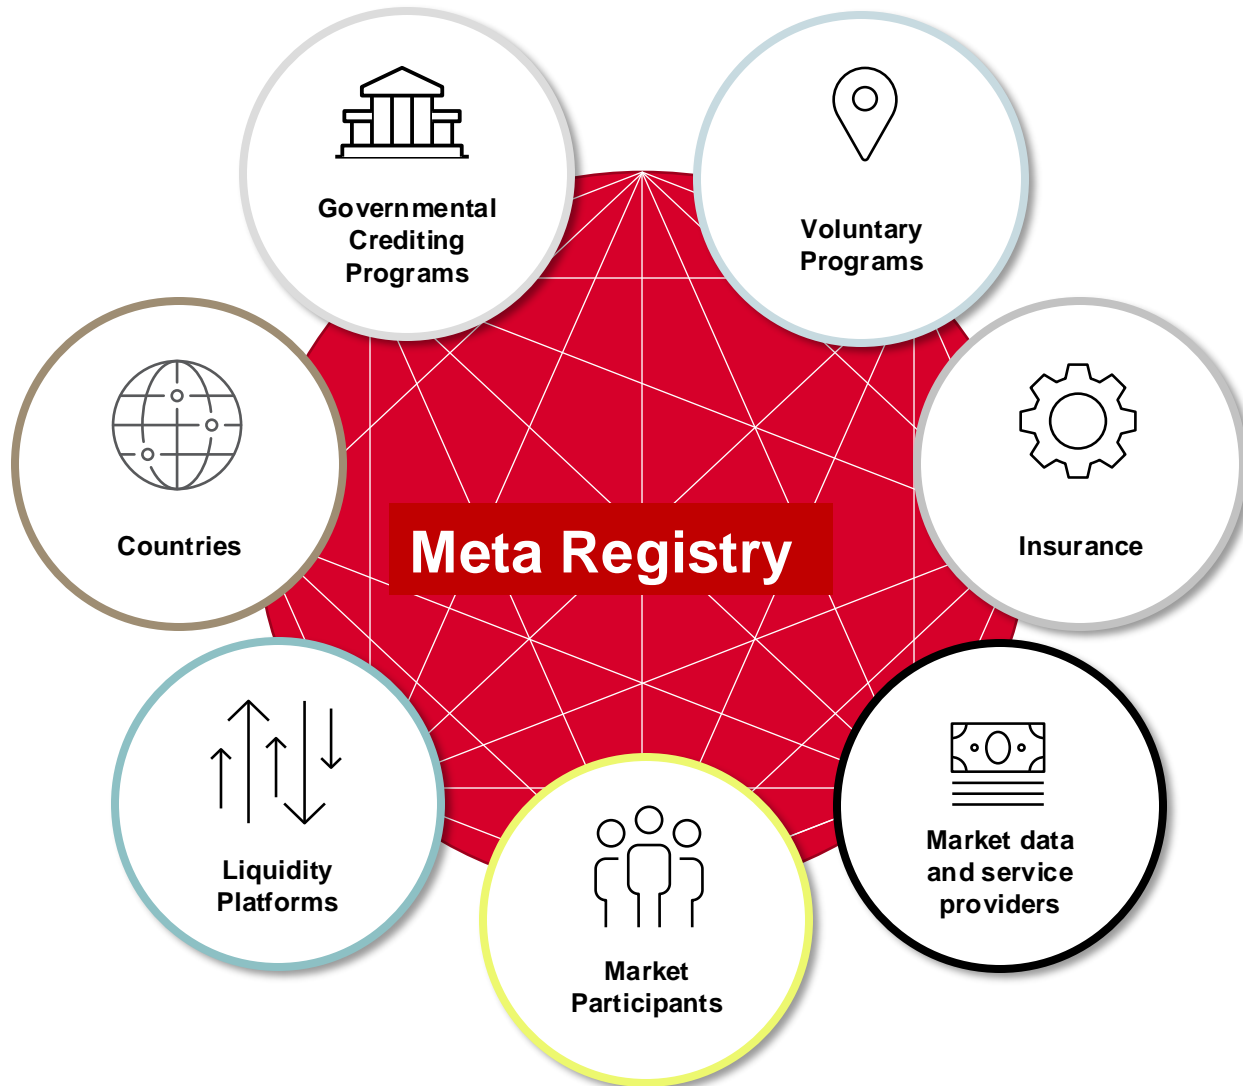 Governmental
Crediting
Programs
Voluntary
Programs
Countries
Insurance
Meta Registry
Liquidity
Platforms
Market data
and service
providers
Market
Participants